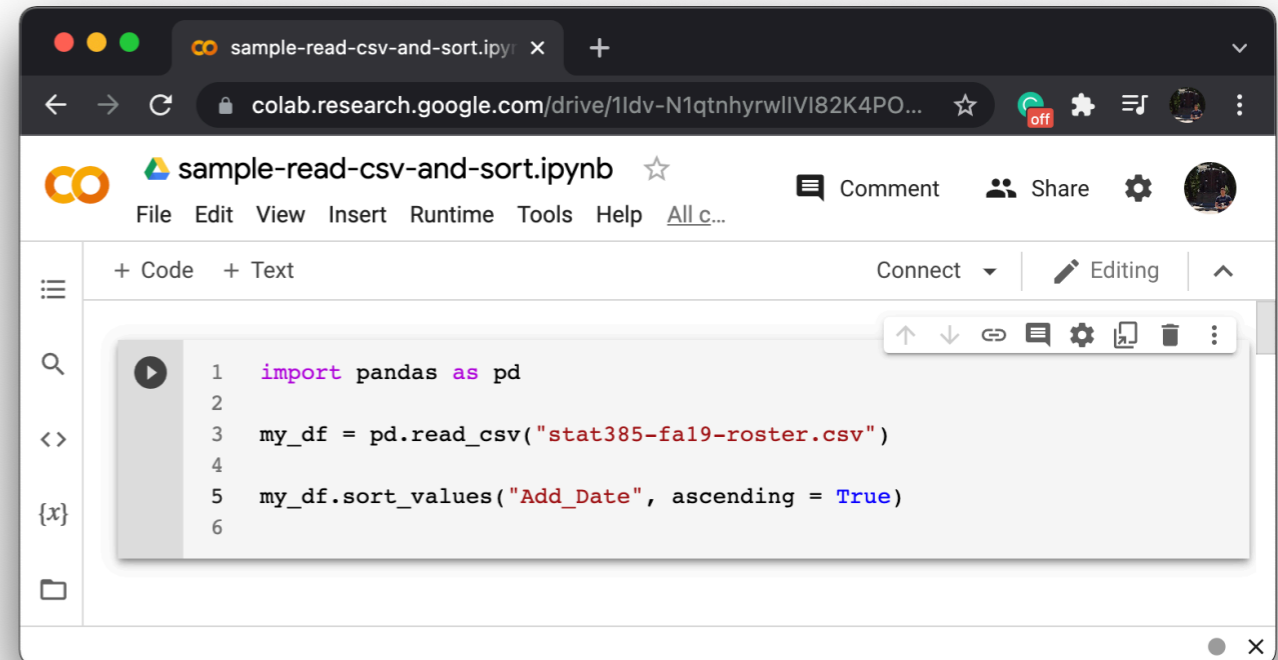 sample-read-csv-and-sort.ipyn
colab.research.google.com/drive/1Idv-N1qtnhyrwlIVI82K4PO...
off
sample-read-csv-and-sort.ipynb
Comment
Share
File Edit View Insert Runtime Tools Help All c...
+ Code + Text
Connect
Editing
1 import pandas as pd
2
3 my_df = pd.read_csv("stat385-fa19-roster.csv")
4
5 my_df.sort_values("Add_Date", ascending = True)
6
{x}